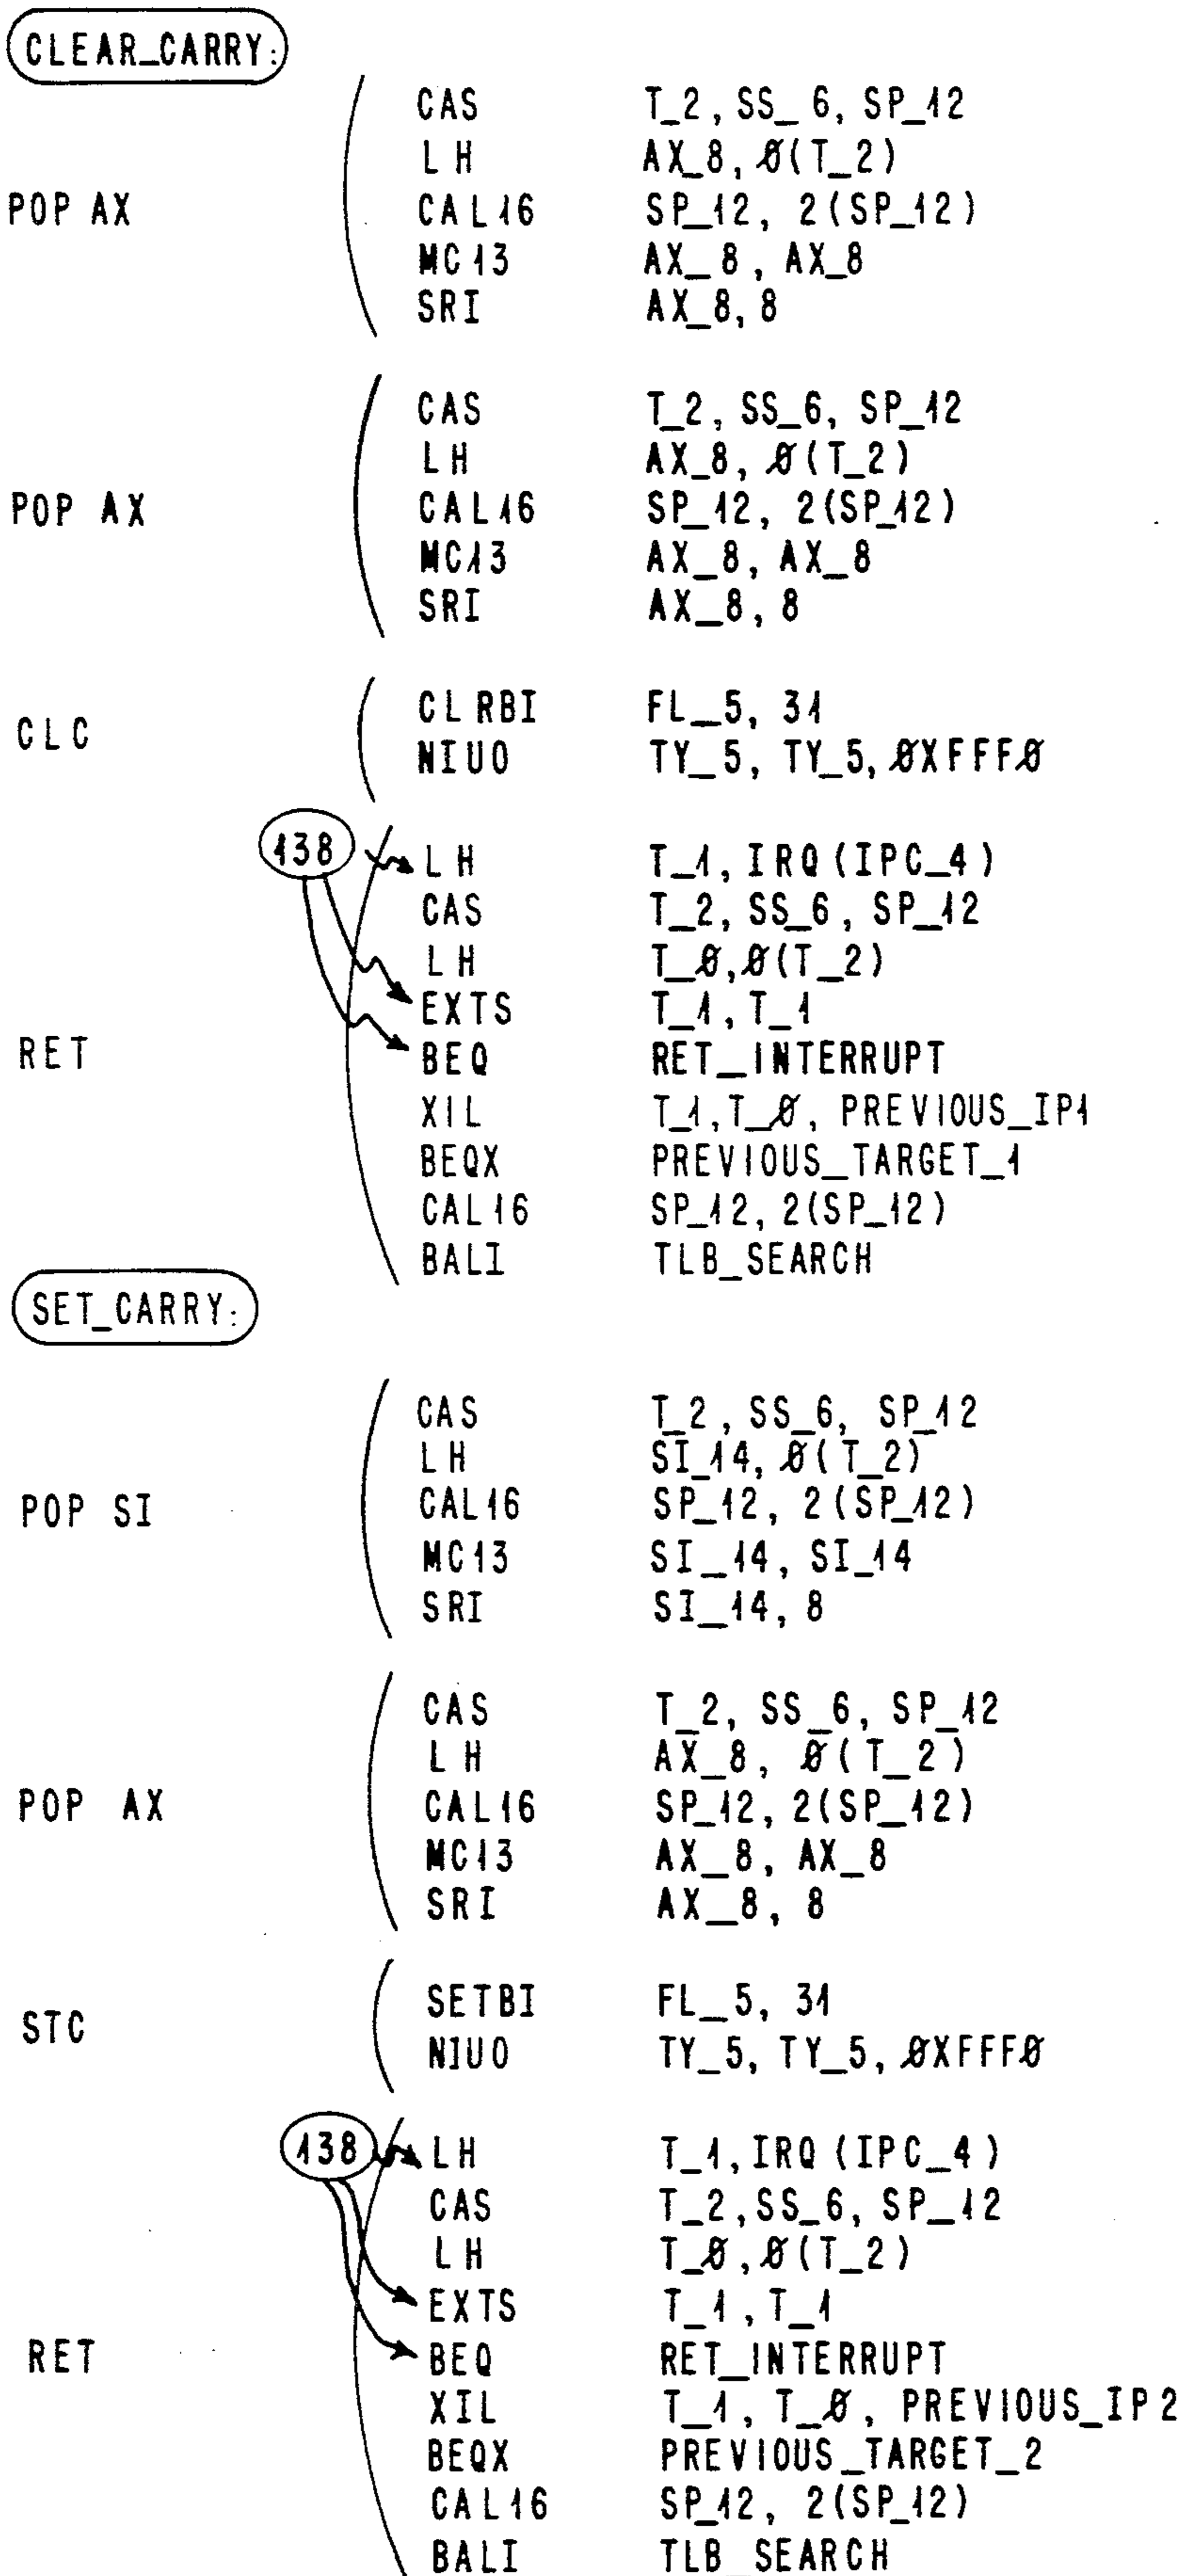 CLEAR_CARRY:
CAS T_2, SS_6, SP_12
LH AX_8, 0(T_2)
POP AX CAL16 SP_12, 2(SP_12)
MC13 AX_8, AX_8
SRI AX_8, 8
CAS T_2, SS_6, SP_12
LH AX_8, 0(T_2)
POP AX CAL16 SP_12, 2(SP_12)
MC13 AX_8, AX_8
SRI AX_8, 8
CLRBI FL_5, 31
CLC
NIUO TY_5, TY_5, 0XFFF0
138 LH T_1, IRQ (IPC_4)
CAS T_2, SS_6, SP_12
LH T_0, 0(T_2)
EXTS T_1, T_1
RET BEQ RET_INTERRUPT
XIL T_1, T_0, PREVIOUS_IP1
BEQX PREVIOUS_TARGET_1
CAL16 SP_12, 2(SP_12)
BALI TLB_SEARCH
SET_CARRY:
CAS T_2, SS_6, SP_12
LH SI_14, 0(T_2)
POP SI CAL16 SP_12, 2(SP_12)
MC13 SI_14, SI_14
SRI SI_14, 8
CAS T_2, SS_6, SP_12
LH AX_8, 0(T_2)
POP AX CAL16 SP_12, 2(SP_12)
MC13 AX_8, AX_8
SRI AX_8, 8
SETBI FL_5, 31
STC
NIUO TY_5, TY_5, 0XFFF0
138 LH T_1, IRQ (IPC_4)
CAS T_2, SS_6, SP_12
LH T_0, 0(T_2)
EXTS T_1, T_1
RET BEQ RET_INTERRUPT
XIL T_1, T_0, PREVIOUS_IP2
BEQX PREVIOUS_TARGET_2
CAL16 SP_12, 2(SP_12)
BALI TLB_SEARCH